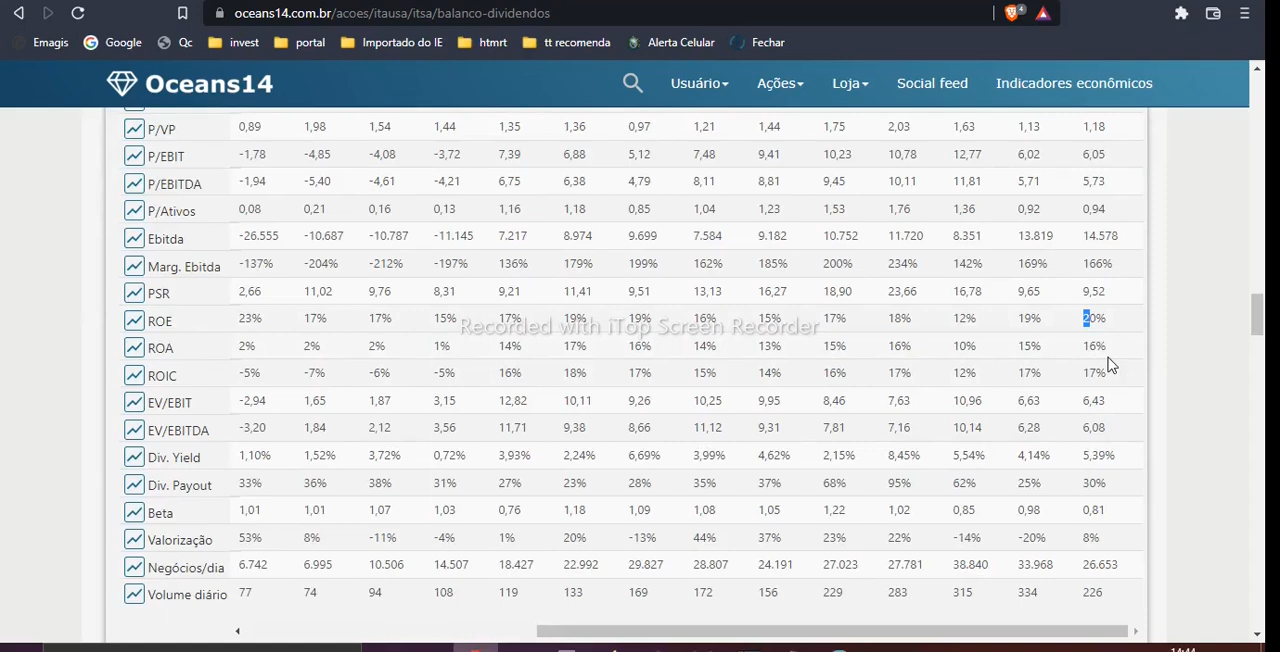 oceans14.com.br/acoes/itausa/itsa/balanco-dividendos 4
Emagis Google Qc invest portal Importado do IE htmrt tt recomenda Alerta Celular Fechar
Oceans14 Usuário Ações Loja Social feed Indicadores econômicos
P/VP 0,89 1,98 1,54 1,44 1,35 1,36 0,97 1,21 1,44 1,75 2,03 1,63 1,13 1,18
P/EBIT -1,78 -4,85 -4,08 -3,72 7,39 6,88 5,12 7,48 9,41 10,23 10,78 12,77 6,02 6,05
P/EBITDA -1,94 -5,40 -4,61 -4,21 6,75 6,38 4,79 8,11 8,81 9,45 10,11 11,81 5,71 5,73
P/Ativos 0,08 0,21 0,16 0,13 1,16 1,18 0,85 1,04 1,23 1,53 1,76 1,36 0,92 0,94
Ebitda -26.555 -10.687 -10.787 -11.145 7.217 8.974 9.699 7.584 9.182 10.752 11.720 8.351 13.819 14.578
Marg. Ebitda -137% -204% -212% -197% 136% 179% 199% 162% 185% 200% 234% 142% 169% 166%
PSR 2,66 11,02 9,76 8,31 9,21 11,41 9,51 13,13 16,27 18,90 23,66 16,78 9,65 9,52
ROE 23% 17% 17% 15% 17% 19% 19% 16% 15% 17% 18% 12% 19% 20%
Recorded with iTop Screen Recorder
ROA 2% 2% 2% 1% 14% 17% 16% 14% 13% 15% 16% 10% 15% 16%
ROIC -5% -7% -6% -5% 16% 18% 17% 15% 14% 16% 17% 12% 17% 17%
EV/EBIT -2,94 1,65 1,87 3,15 12,82 10,11 9,26 10,25 9,95 8,46 7,63 10,96 6,63 6,43
EV/EBITDA -3,20 1,84 2,12 3,56 11,71 9,38 8,66 11,12 9,31 7,81 7,16 10,14 6,28 6,08
Div. Yield 1,10% 1,52% 3,72% 0,72% 3,93% 2,24% 6,69% 3,99% 4,62% 2,15% 8,45% 5,54% 4,14% 5,39%
Div. Payout 33% 36% 38% 31% 27% 23% 28% 35% 37% 68% 95% 62% 25% 30%
Beta 1,01 1,01 1,07 1,03 0,76 1,18 1,09 1,08 1,05 1,22 1,02 0,85 0,98 0,81
Valorização 53% 8% -11% -4% 1% 20% -13% 44% 37% 23% 22% -14% -20% 8%
Negócios/dia 6.742 6.995 10.506 14.507 18.427 22.992 29.827 28.807 24.191 27.023 27.781 38.840 33.968 26.653
Volume diário 77 74 94 108 119 133 169 172 156 229 283 315 334 226